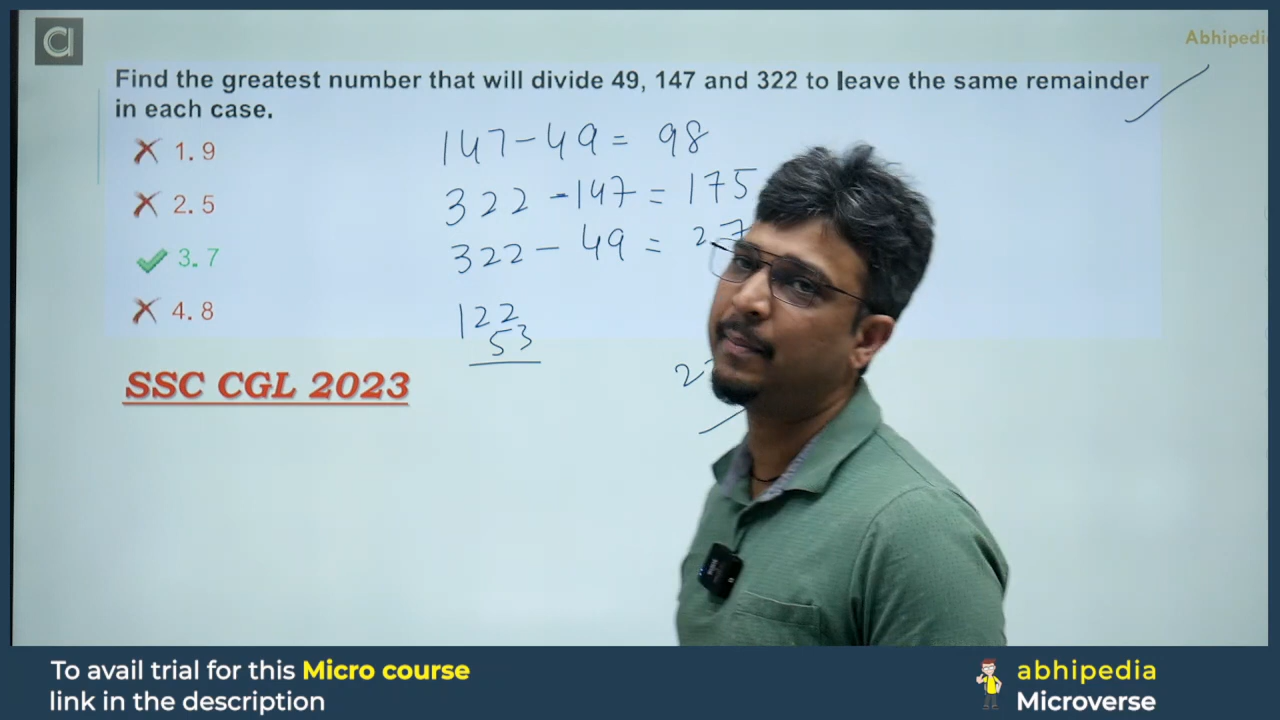 Abhipedi
Find the greatest number that will divide 49, 147 and 322 to leave the same remainder
in each case.
1. 9
2. 5
3. 7
4. 8
147 - 49 = 98
322 - 147 = 175
322 - 49 = 27
122
53
2
SSC CGL 2023
To avail trial for this Micro course
link in the description
abhipedia
Microverse